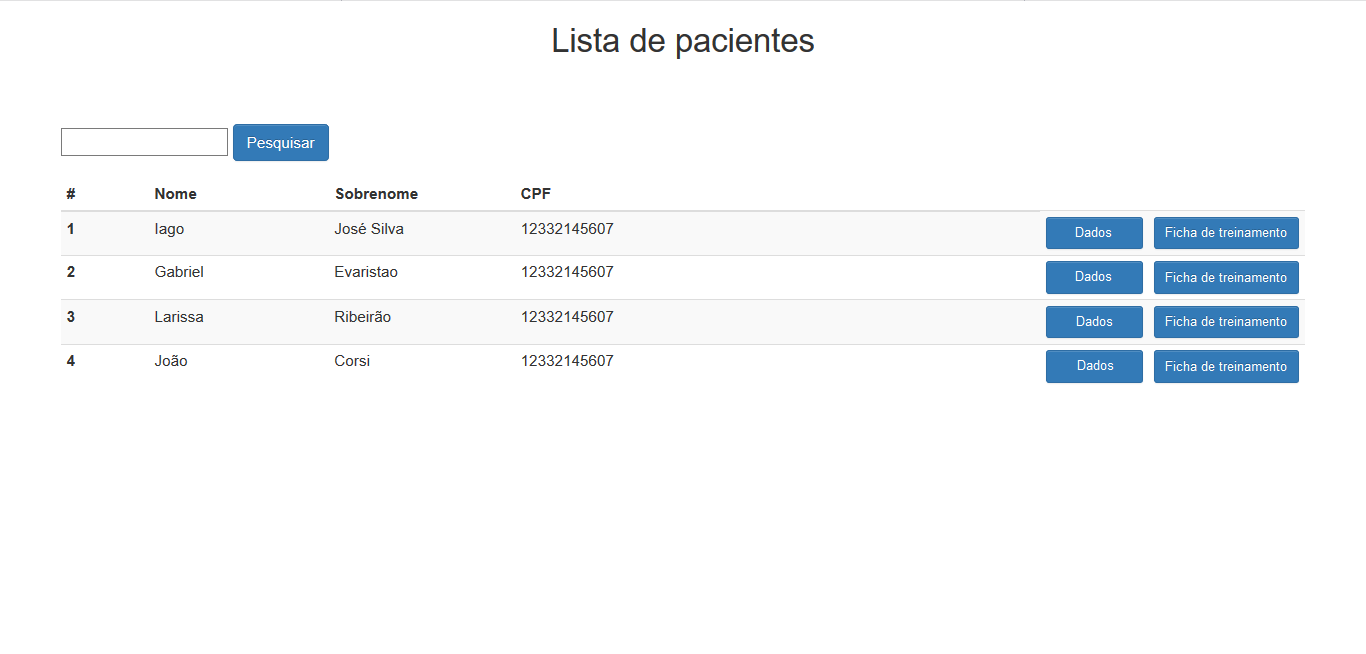 Lista de pacientes
Pesquisar
# Nome Sobrenome CPF
1 Iago José Silva 12332145607 Dados Ficha de treinamento
2 Gabriel Evaristao 12332145607 Dados Ficha de treinamento
3 Larissa Ribeirão 12332145607 Dados Ficha de treinamento
4 João Corsi 12332145607 Dados Ficha de treinamento